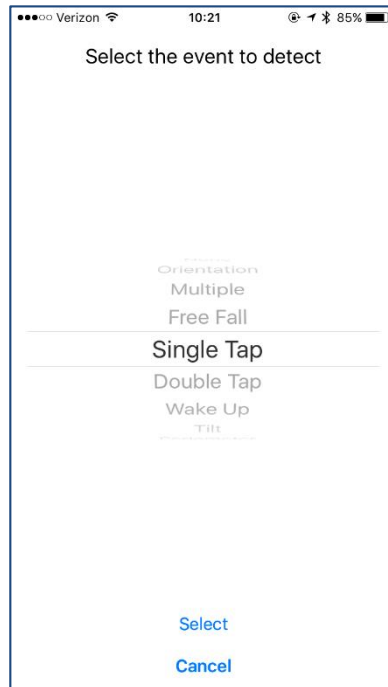 Verizon 10:21 85%
Select the event to detect
Orientation
Multiple
Free Fall
Single Tap
Double Tap
Wake Up
Tilt
Select
Cancel